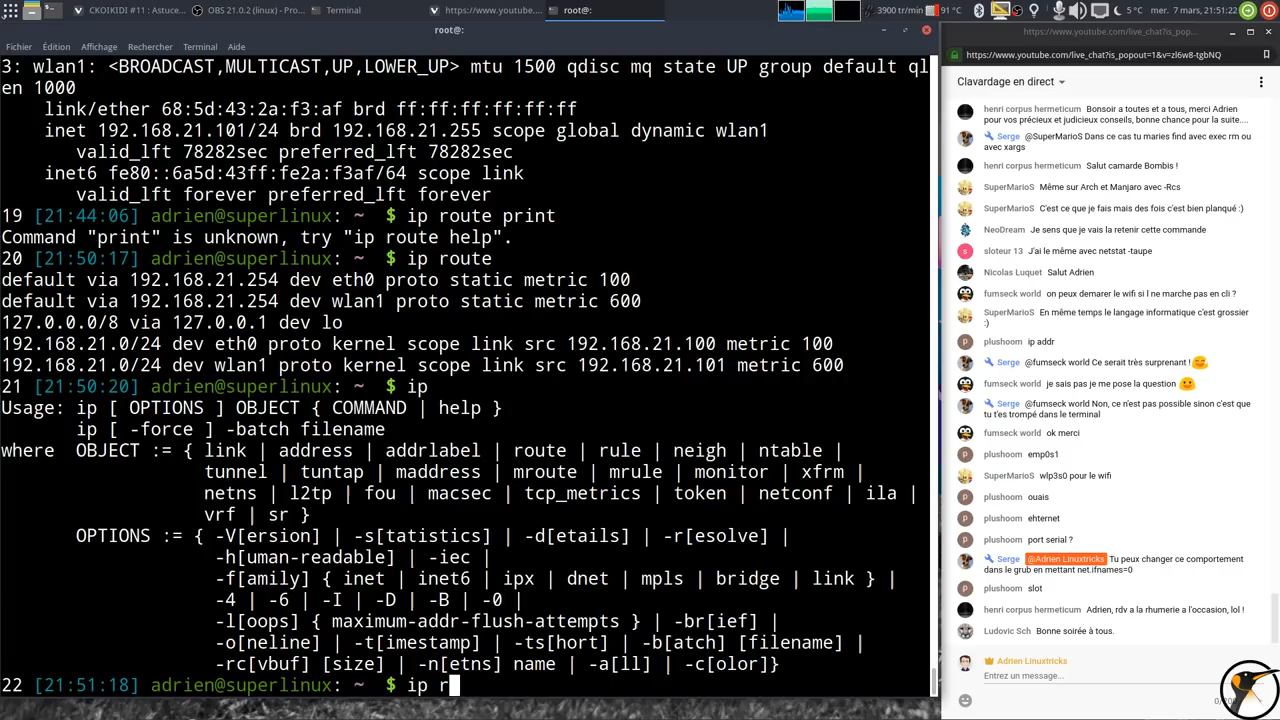 CKOIKIDI #11 : Astuce...
OBS 21.0.2 (linux) - Pro...
Terminal
https://www.youtube....
root@:
3900 tr/min
91 °C
5 °C
mer. 7 mars, 21:51:22
root@:
Fichier Édition Affichage Rechercher Terminal Aide
3: wlan1: <BROADCAST,MULTICAST,UP,LOWER_UP> mtu 1500 qdisc mq state UP group default ql
en 1000
link/ether 68:5d:43:2a:f3:af brd ff:ff:ff:ff:ff:ff
inet 192.168.21.101/24 brd 192.168.21.255 scope global dynamic wlan1
valid_lft 78282sec preferred_lft 78282sec
valid_lft forever preferred_lft forever
19 [21:44:06] adrien@superlinux: ~ $ ip route print
Command "print" is unknown, try "ip route help".
20 [21:50:17] adrien@superlinux: ~ $ ip route
default via 192.168.21.254 dev eth0 proto static metric 100
default via 192.168.21.254 dev wlan1 proto static metric 600
127.0.0.0/8 via 127.0.0.1 dev lo
192.168.21.0/24 dev eth0 proto kernel scope link src 192.168.21.100 metric 100
192.168.21.0/24 dev wlan1 proto kernel scope link src 192.168.21.101 metric 600
21 [21:50:20] adrien@superlinux: ~ $ ip
Usage: ip [ OPTIONS ] OBJECT { COMMAND | help }
ip [ -force ] -batch filename
where OBJECT := { link | address | addrlabel | route | rule | neigh | ntable |
tunnel | tuntap | maddress | mroute | mrule | monitor | xfrm |
netns | l2tp | fou | macsec | tcp_metrics | token | netconf | ila |
vrf | sr }
OPTIONS := { -V[ersion] | -s[tatistics] | -d[etails] | -r[esolve] |
-h[uman-readable] | -iec |
-f[amily] { inet | inet6 | ipx | dnet | mpls | bridge | link } |
-4 | -6 | -I | -D | -B | -0 |
-l[oops] { maximum-addr-flush-attempts } | -br[ief] |
-o[neline] | -t[imestamp] | -ts[hort] | -b[atch] [filename] |
-rc[vbuf] [size] | -n[etns] name | -a[ll] | -c[olor]}
22 [21:51:18] adrien@superlinux: ~ $ ip r
https://www.youtube.com/live_chat?is_pop...
https://www.youtube.com/live_chat?is_popout=1&v=zl6w8-tgbNQ
Clavardage en direct
henri corpus hermeticum Bonsoir a toutes et a tous, merci Adrien
pour vos précieux et judicieux conseils, bonne chance pour la suite....
Serge @SuperMarioS Dans ce cas tu maries find avec exec rm ou
avec xargs
henri corpus hermeticum Salut camarde Bombis !
SuperMarioS Même sur Arch et Manjaro avec -Rcs
SuperMarioS C'est ce que je fais mais des fois c'est bien planqué :)
NeoDream Je sens que je vais la retenir cette commande
s sloteur 13 J'ai le même avec netstat -taupe
Nicolas Luquet Salut Adrien
fumseck world on peux demarer le wifi si l ne marche pas en cli ?
SuperMarioS En même temps le langage informatique c'est grossier
:)
p plushoom ip addr
Serge @fumseck world Ce serait très surprenant !
fumseck world je sais pas je me pose la question
Serge @fumseck world Non, ce n'est pas possible sinon c'est que
tu t'es trompé dans le terminal
fumseck world ok merci
p plushoom emp0s1
SuperMarioS wlp3s0 pour le wifi
p plushoom ouais
p plushoom ehternet
p plushoom port serial ?
Serge @Adrien Linuxtricks Tu peux changer ce comportement
dans le grub en mettant net.ifnames=0
p plushoom slot
henri corpus hermeticum Adrien, rdv a la rhumerie a l'occasion, lol !
Ludovic Sch Bonne soirée à tous.
Adrien Linuxtricks
Entrez un message...